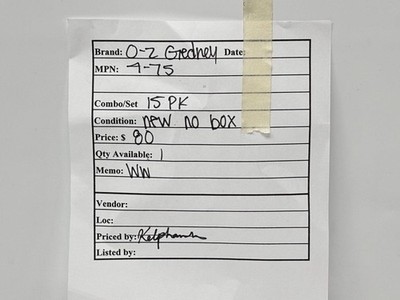 Brand: O-Z Gedney Date:
MPN: 4-75
Combo/Set 15 PK
Condition: new no box
Price: $ 80
Qty Available: 1
Memo: WW
Vendor:
Loc:
Priced by:
Listed by: